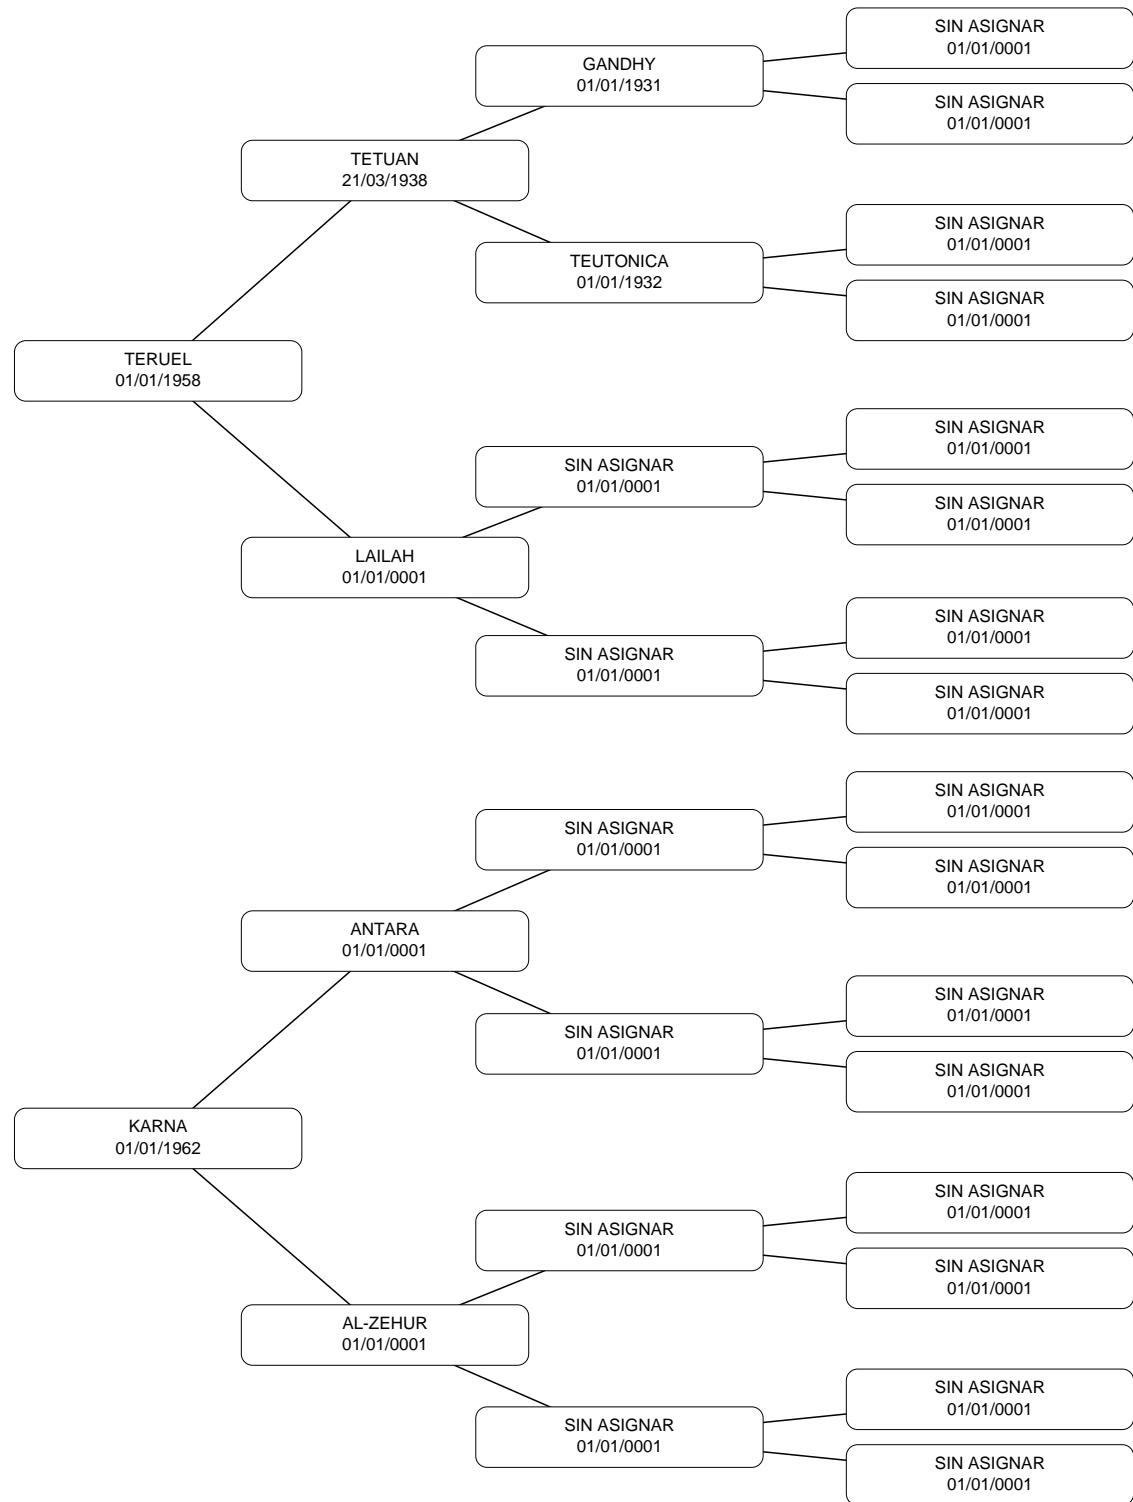 SIN ASIGNAR
01/01/0001
GANDHY
01/01/1931
SIN ASIGNAR
01/01/0001
TETUAN
21/03/1938
SIN ASIGNAR
01/01/0001
TEUTONICA
01/01/1932
SIN ASIGNAR
01/01/0001
TERUEL
01/01/1958
SIN ASIGNAR
01/01/0001
SIN ASIGNAR
01/01/0001
SIN ASIGNAR
01/01/0001
LAILAH
01/01/0001
SIN ASIGNAR
01/01/0001
SIN ASIGNAR
01/01/0001
SIN ASIGNAR
01/01/0001
SIN ASIGNAR
01/01/0001
SIN ASIGNAR
01/01/0001
SIN ASIGNAR
01/01/0001
ANTARA
01/01/0001
SIN ASIGNAR
01/01/0001
SIN ASIGNAR
01/01/0001
SIN ASIGNAR
01/01/0001
KARNA
01/01/1962
SIN ASIGNAR
01/01/0001
SIN ASIGNAR
01/01/0001
SIN ASIGNAR
01/01/0001
AL-ZEHUR
01/01/0001
SIN ASIGNAR
01/01/0001
SIN ASIGNAR
01/01/0001
SIN ASIGNAR
01/01/0001